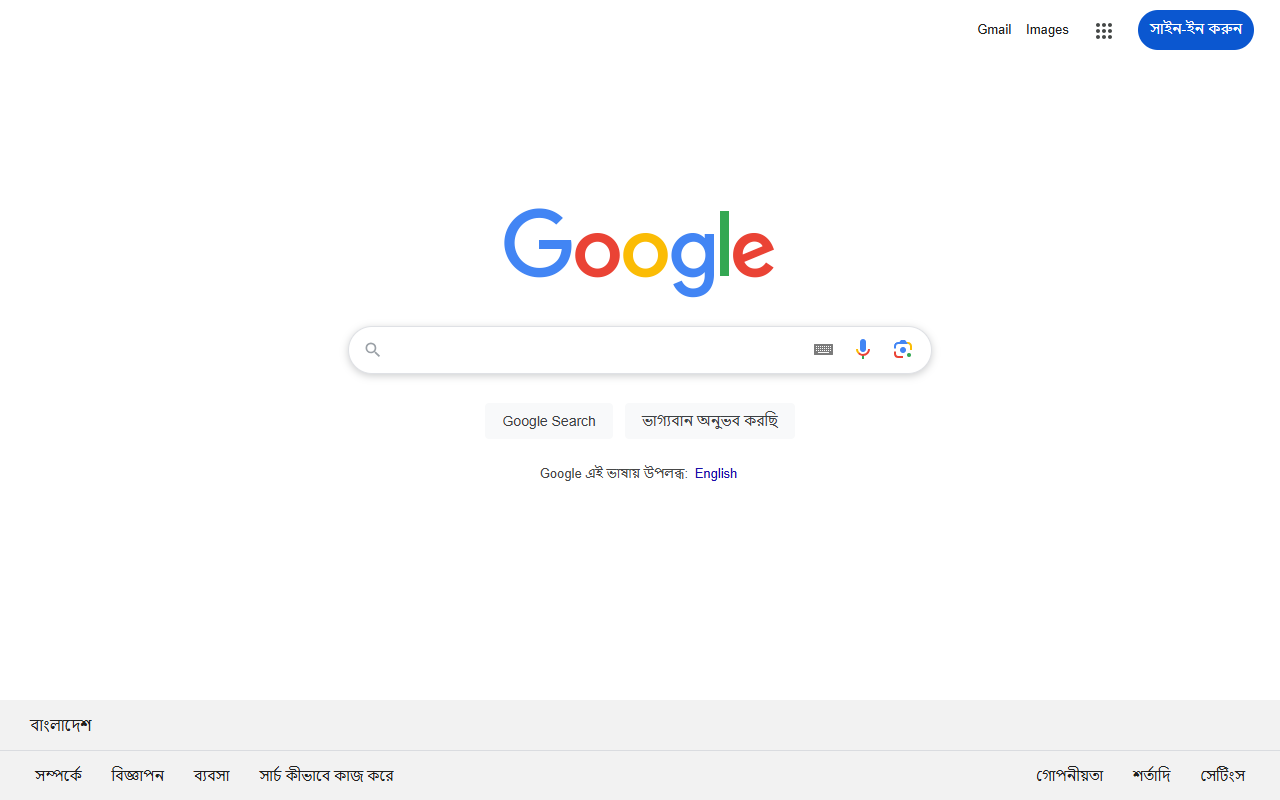 Gmail Images সাইন-ইন করুন
Google
Google Search ভাগ্যবান অনুভব করছি
Google এই ভাষায় উপলব্ধ: English
বাংলাদেশ
সম্পর্কে বিজ্ঞাপন ব্যবসা সার্চ কীভাবে কাজ করে গোপনীয়তা শর্তাদি সেটিংস